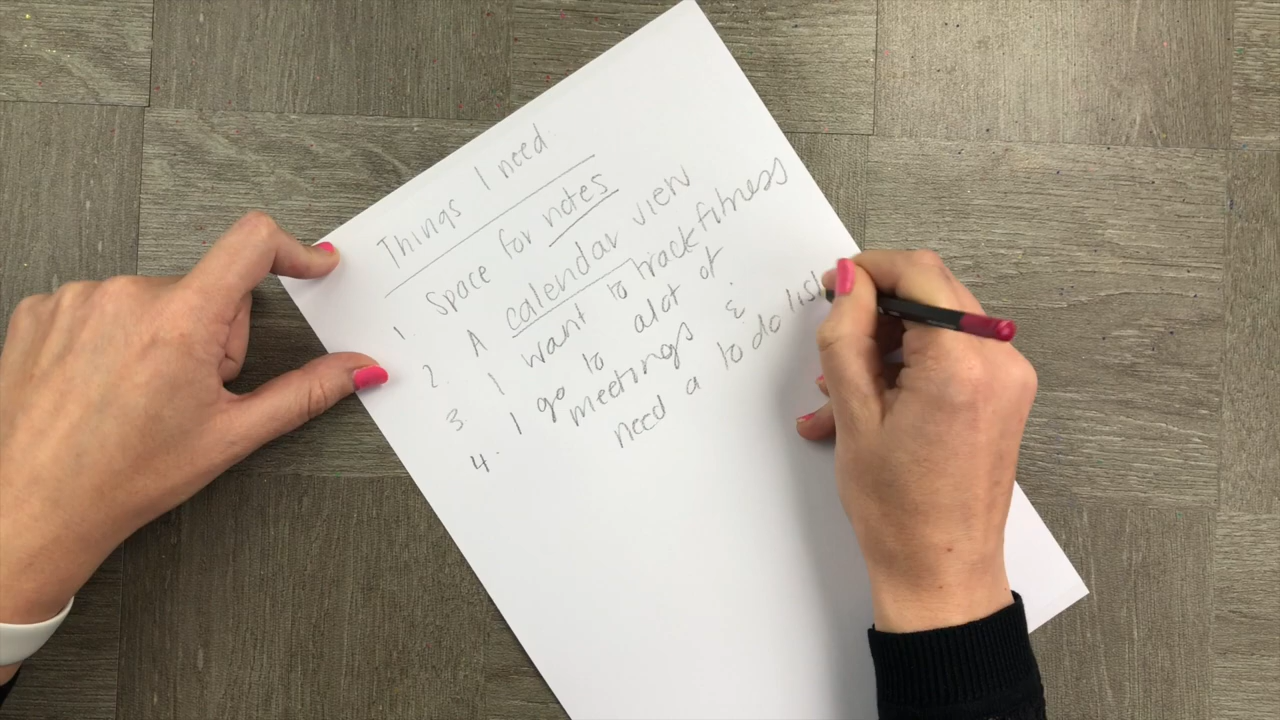 Things I need
1. Space for notes
2. A calendar view
3. I want to track fitness
4. I go to alot of
meetings &
need a to do list